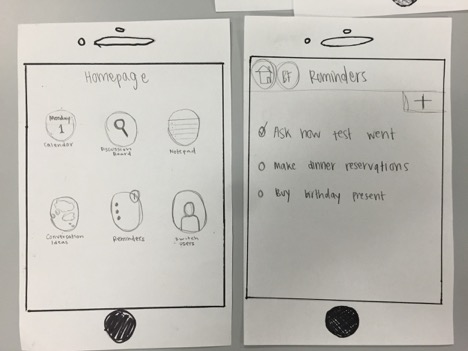 Homepage
Monday
1
Calendar
Discussion
Board
Notepad
Conversation
Ideas
Reminders
Switch
users
Reminders
+
Ask how test went
Make dinner reservations
Buy birthday present